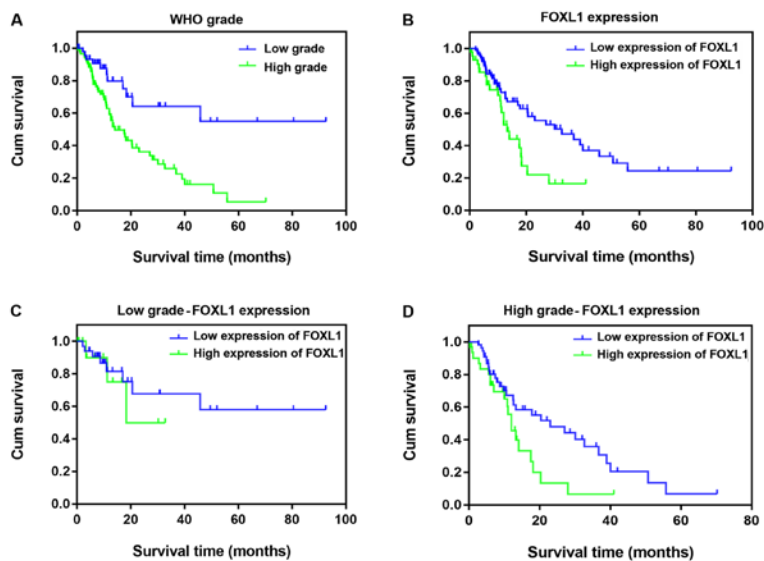 A
WHO grade
Low grade
High grade
Cum survival
1.0
0.8
0.6
0.4
0.2
0.0
0 20 40 60 80 100
Survival time (months)
B
FOXL1 expression
Low expression of FOXL1
High expression of FOXL1
Cum survival
1.0
0.8
0.6
0.4
0.2
0.0
0 20 40 60 80 100
Survival time (months)
C
Low grade-FOXL1 expression
Low expression of FOXL1
High expression of FOXL1
Cum survival
1.0
0.8
0.6
0.4
0.2
0.0
0 20 40 60 80 100
Survival time (months)
D
High grade-FOXL1 expression
Low expression of FOXL1
High expression of FOXL1
Cum survival
1.0
0.8
0.6
0.4
0.2
0.0
0 20 40 60 80
Survival time (months)